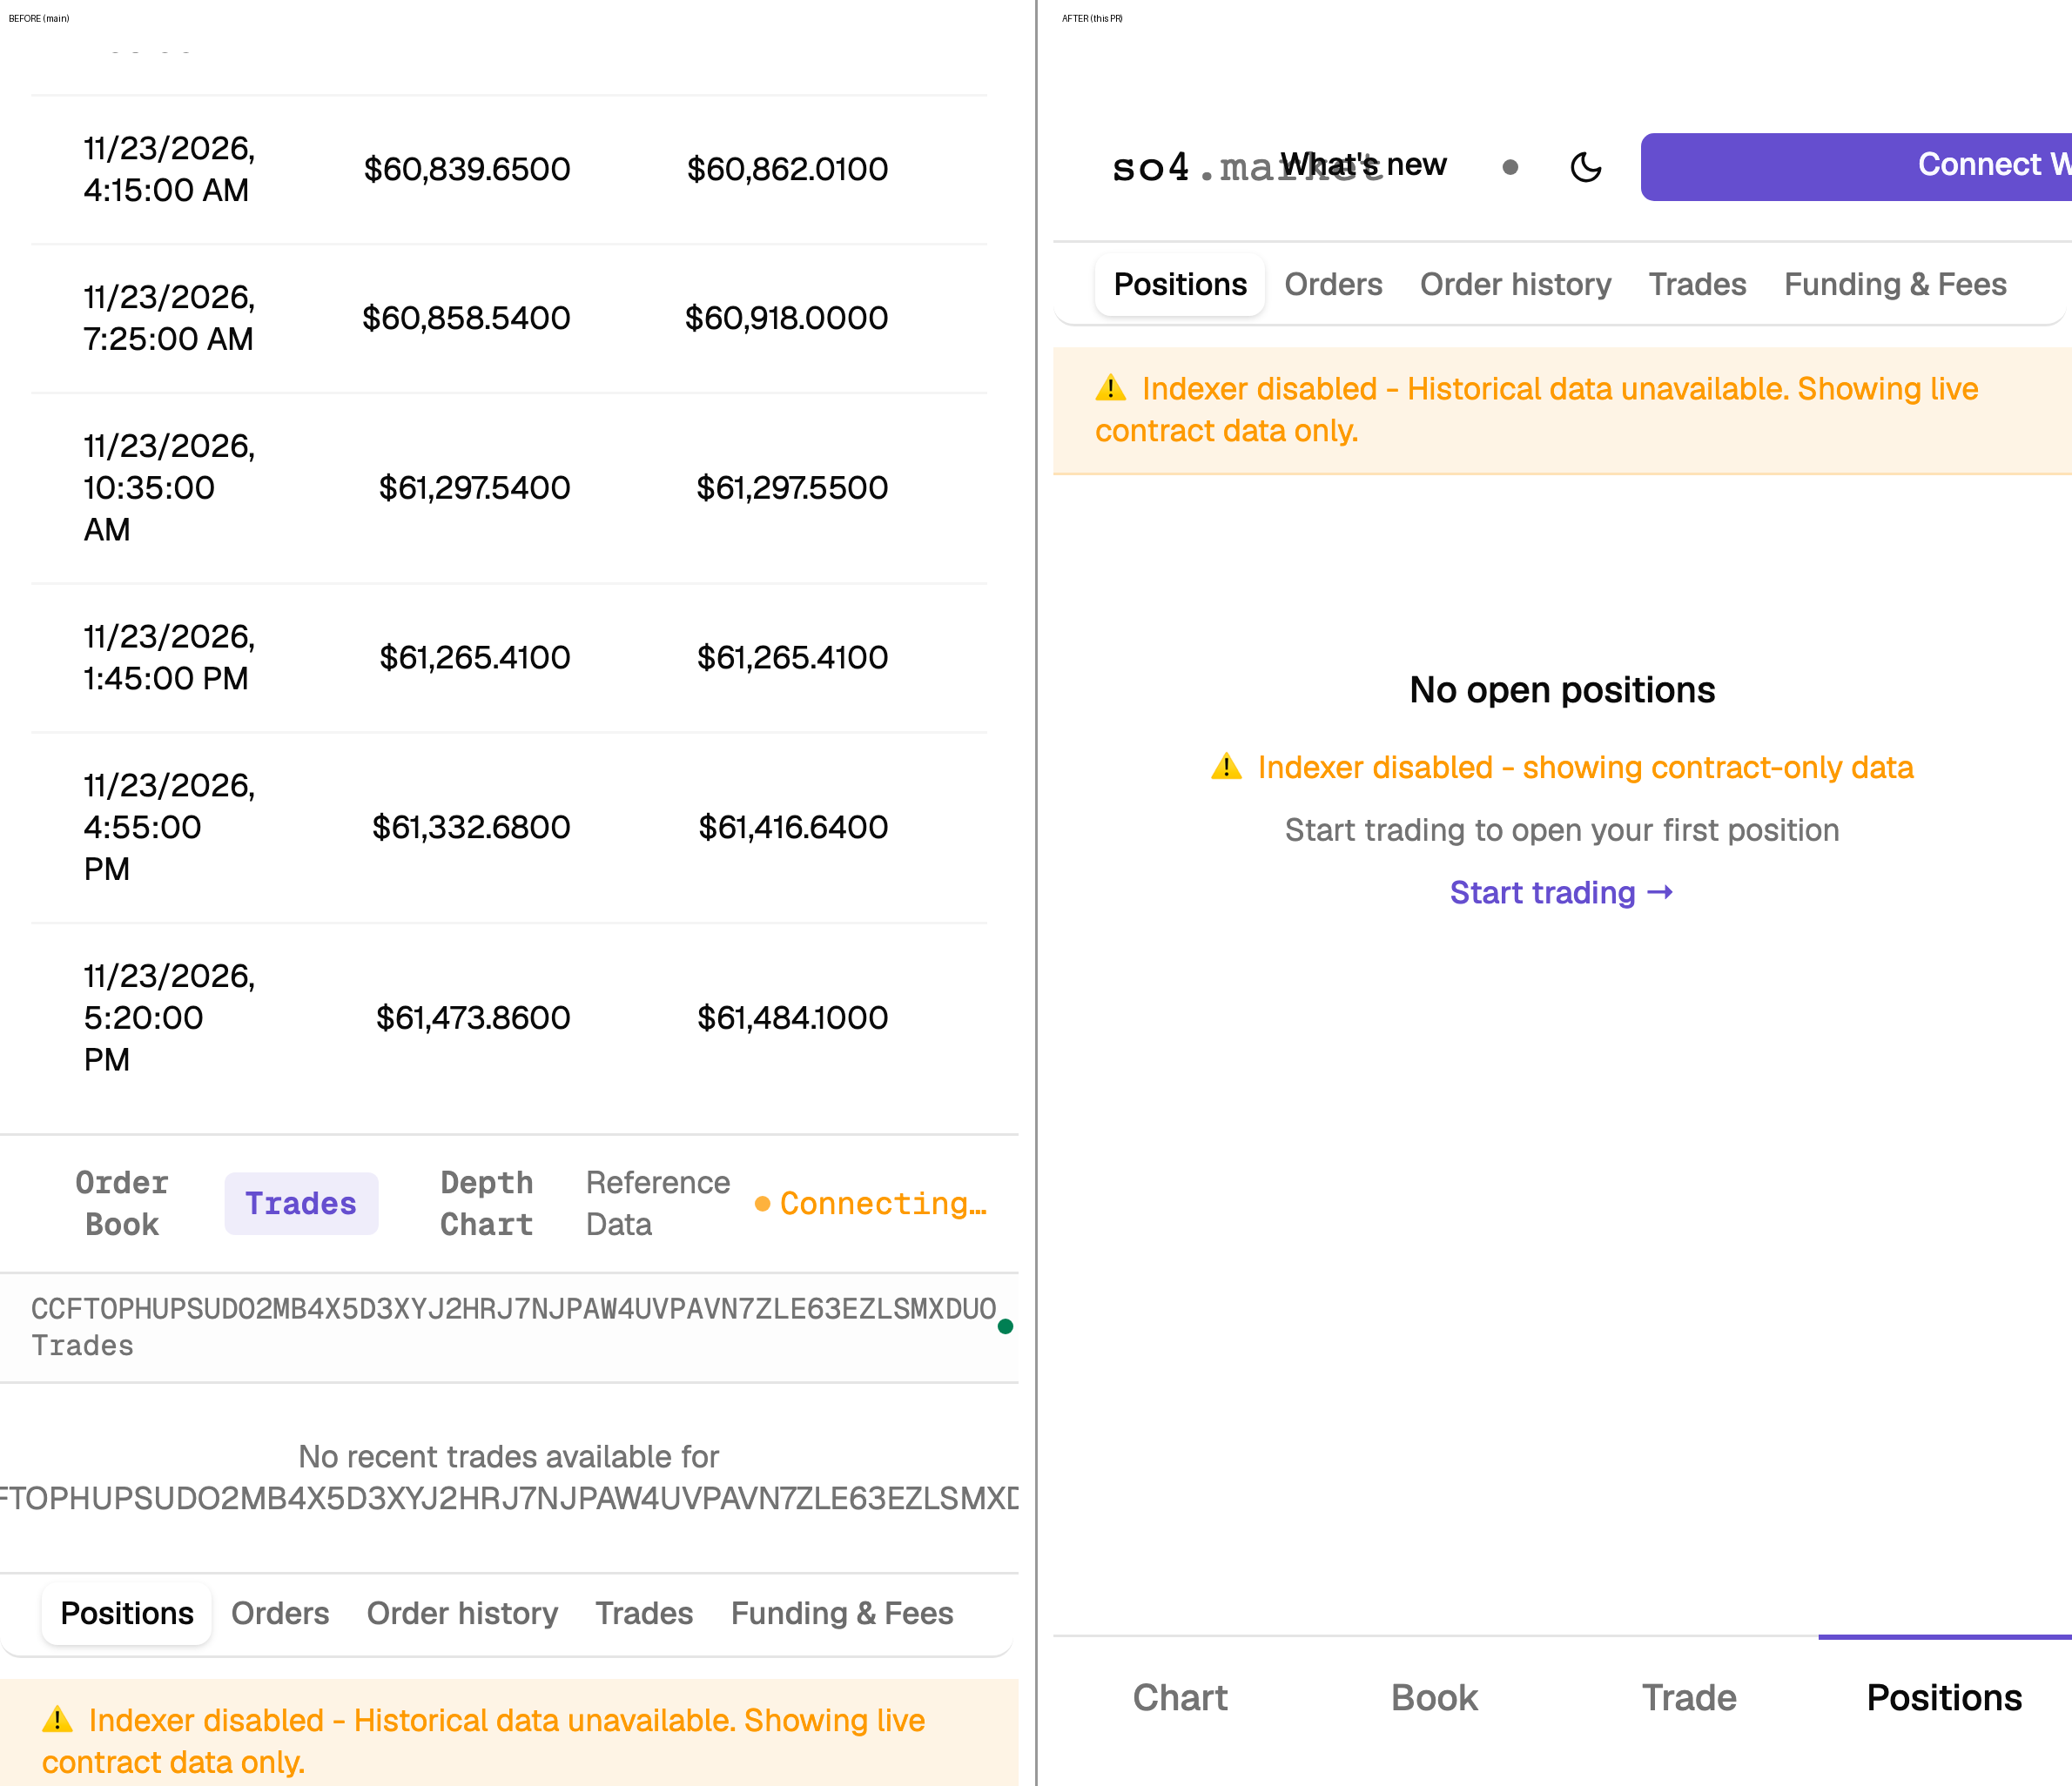 BEFORE (main)
11/23/2026,
4:15:00 AM
$60,839.6500
$60,862.0100
11/23/2026,
7:25:00 AM
$60,858.5400
$60,918.0000
11/23/2026,
10:35:00
AM
$61,297.5400
$61,297.5500
11/23/2026,
1:45:00 PM
$61,265.4100
$61,265.4100
11/23/2026,
4:55:00
PM
$61,332.6800
$61,416.6400
11/23/2026,
5:20:00
PM
$61,473.8600
$61,484.1000
Order
Book
Trades
Depth
Chart
Reference
Data
Connecting…
CCFTOPHUPSUDO2MB4X5D3XYJ2HRJ7NJPAW4UVPAVN7ZLE63EZLSMXDUO
Trades
No recent trades available for
FTOPHUPSUDO2MB4X5D3XYJ2HRJ7NJPAW4UVPAVN7ZLE63EZLSMXD
Positions
Orders
Order history
Trades
Funding & Fees
⚠️ Indexer disabled - Historical data unavailable. Showing live
contract data only.
AFTER (this PR)
so4.market
What's new
Connect W
Positions
Orders
Order history
Trades
Funding & Fees
⚠️ Indexer disabled - Historical data unavailable. Showing live
contract data only.
No open positions
⚠️ Indexer disabled - showing contract-only data
Start trading to open your first position
Start trading →
Chart
Book
Trade
Positions